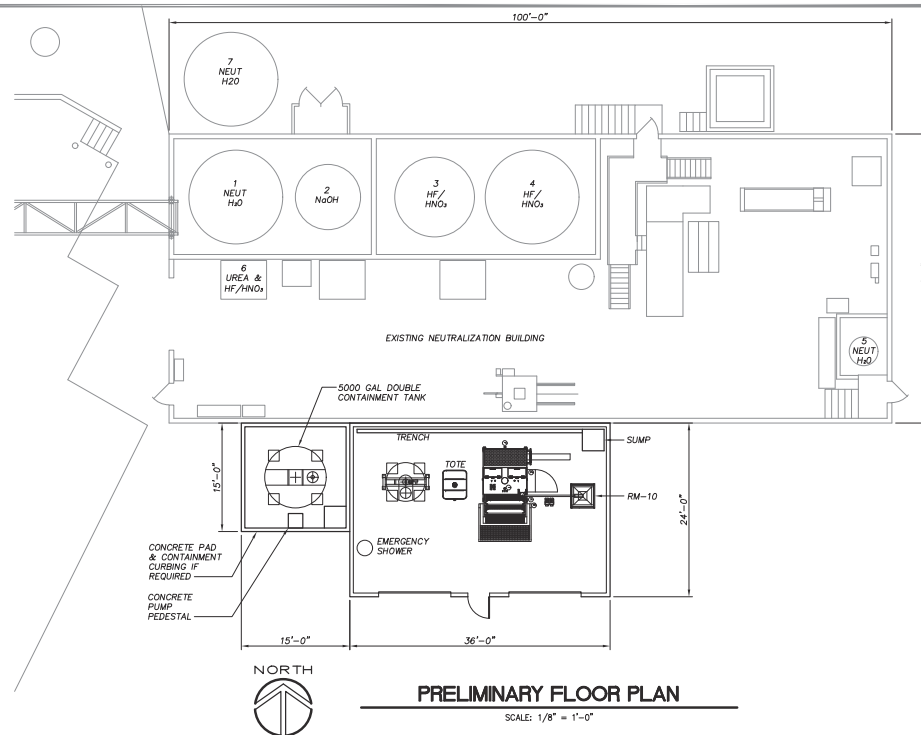 100'-0"
7
NEUT
H2O
1
NEUT
H₂O
2
NaOH
3
HF/
HNO₃
4
HF/
HNO₃
6
UREA &
HF/HNO₃
EXISTING NEUTRALIZATION BUILDING
5
NEUT
H₂O
5000 GAL DOUBLE
CONTAINMENT TANK
TRENCH
SUMP
TOTE
RM-10
15'-0"
24'-0"
EMERGENCY
SHOWER
CONCRETE PAD
& CONTAINMENT
CURBING IF
REQUIRED
CONCRETE
PUMP
PEDESTAL
15'-0"
36'-0"
NORTH
PRELIMINARY FLOOR PLAN
SCALE: 1/8" = 1'-0"